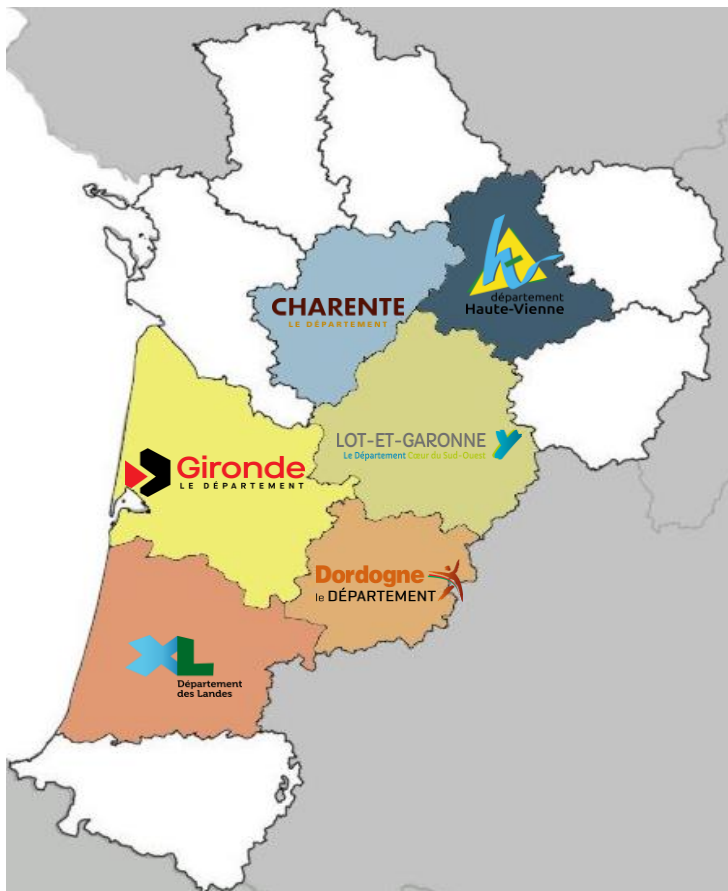 département
Haute-Vienne
CHARENTE
LE DÉPARTEMENT
LOT-ET-GARONNE
Le Département Cœur du Sud-Ouest
Gironde
LE DÉPARTEMENT
Dordogne
le DÉPARTEMENT
XL
Département
des Landes